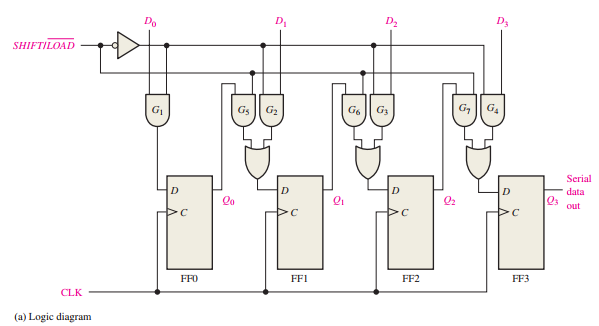 D0 D1 D2 D3
SHIFT/LOAD
G1 G5 G2 G6 G3 G7 G4
Serial
D Q0 D Q1 D Q2 D Q3 data
out
C C C C
FF0 FF1 FF2 FF3
CLK
(a) Logic diagram